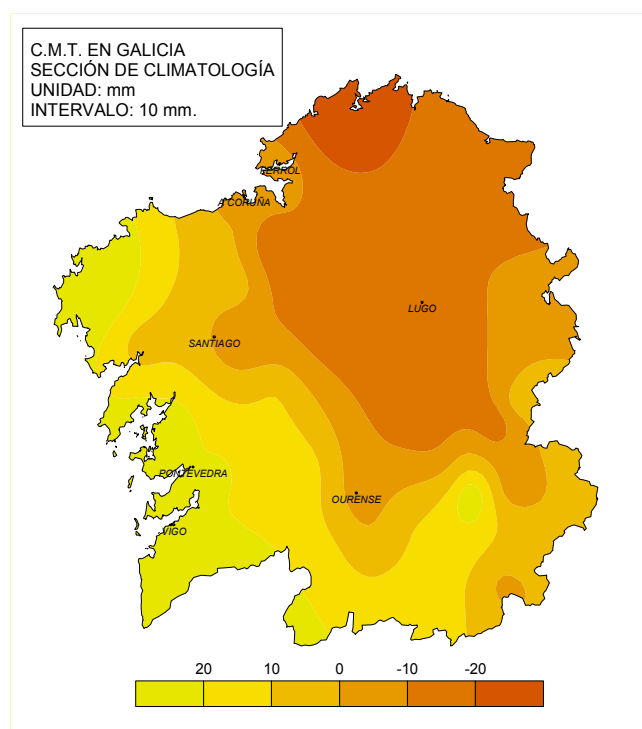 C.M.T. EN GALICIA
SECCIÓN DE CLIMATOLOGÍA
UNIDAD: mm
INTERVALO: 10 mm.
FERROL
A CORUÑA
LUGO
SANTIAGO
PONTEVEDRA
OURENSE
VIGO
20 10 0 -10 -20